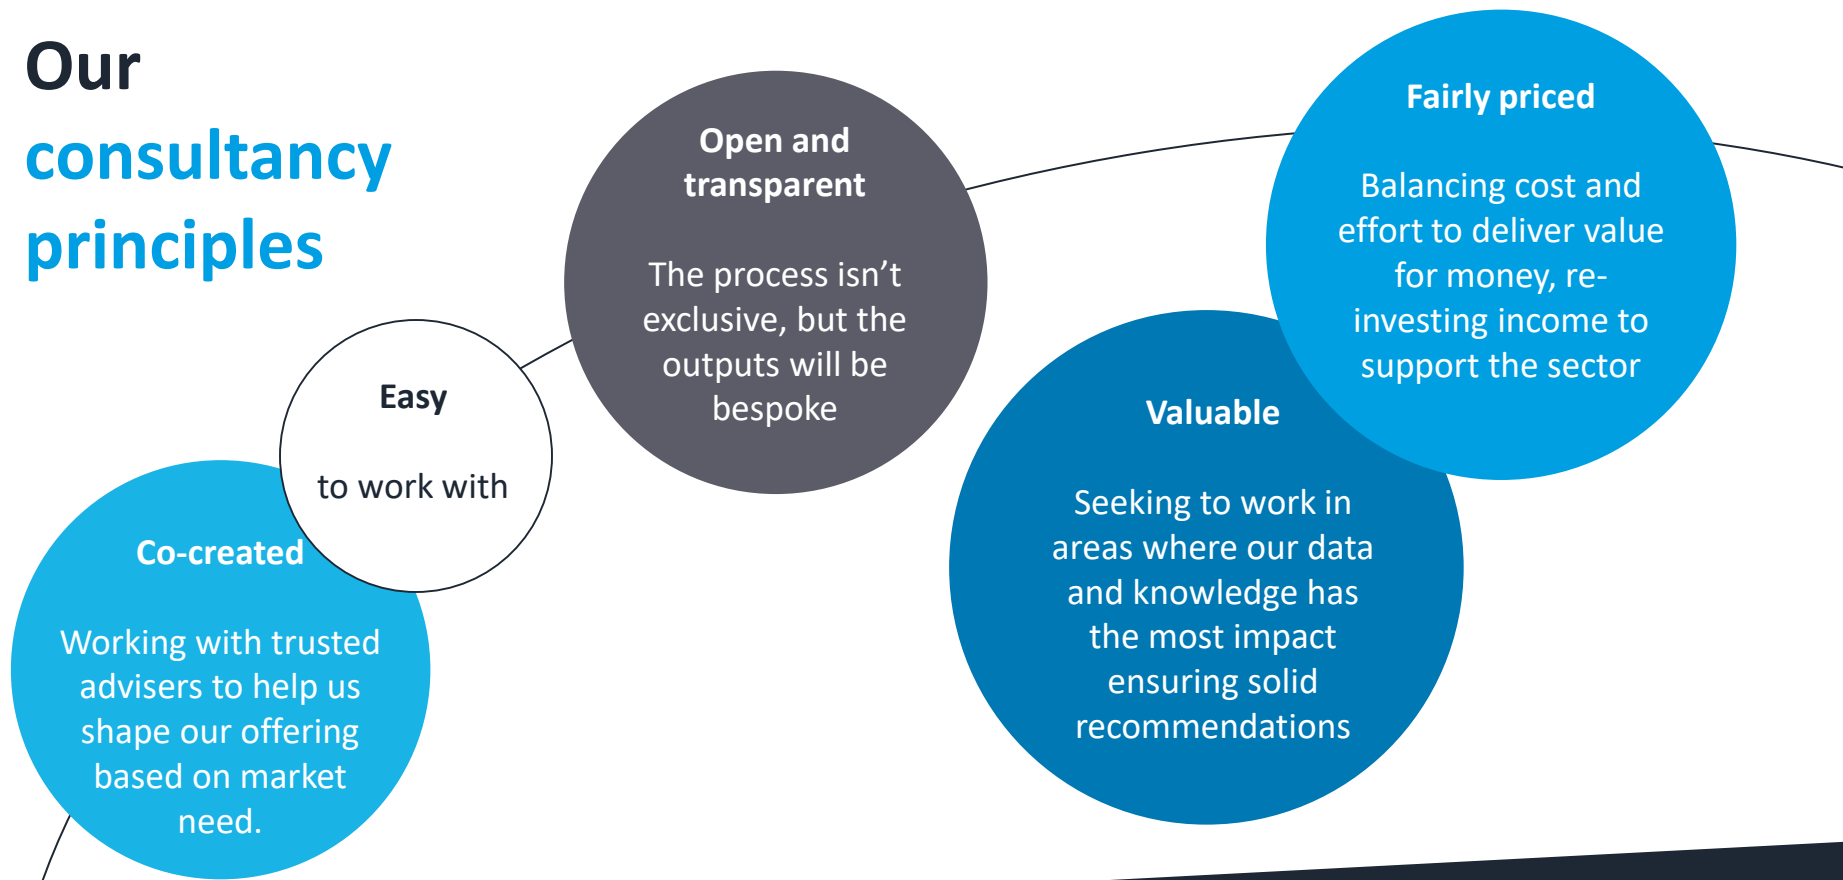 Our
consultancy
principles
Co-created
Working with trusted
advisers to help us
shape our offering
based on market
need.
Easy
to work with
Open and
transparent
The process isn’t
exclusive, but the
outputs will be
bespoke
Valuable
Seeking to work in
areas where our data
and knowledge has
the most impact
ensuring solid
recommendations
Fairly priced
Balancing cost and
effort to deliver value
for money, re-
investing income to
support the sector